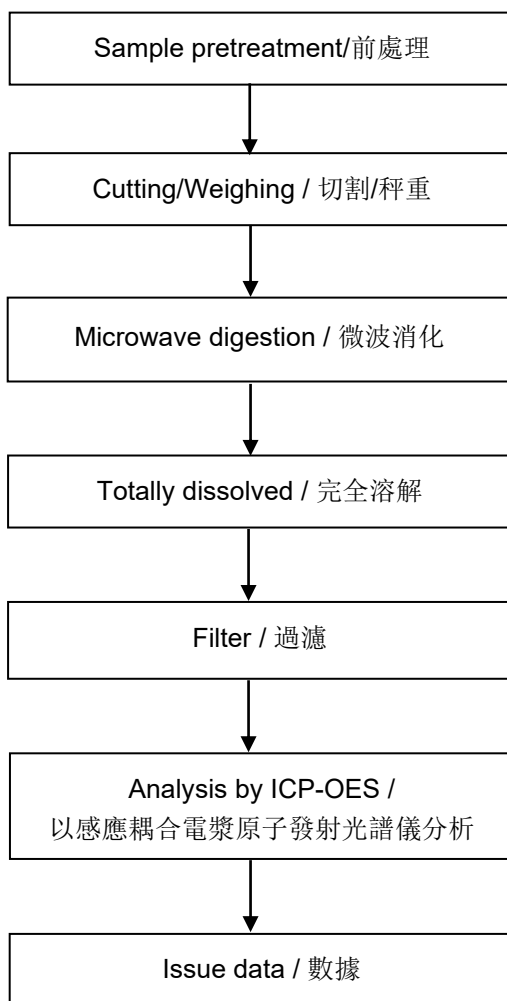 Sample pretreatment/前處理
Cutting/Weighing / 切割/秤重
Microwave digestion / 微波消化
Totally dissolved / 完全溶解
Filter / 過濾
Analysis by ICP-OES /
以感應耦合電漿原子發射光譜儀分析
Issue data / 數據